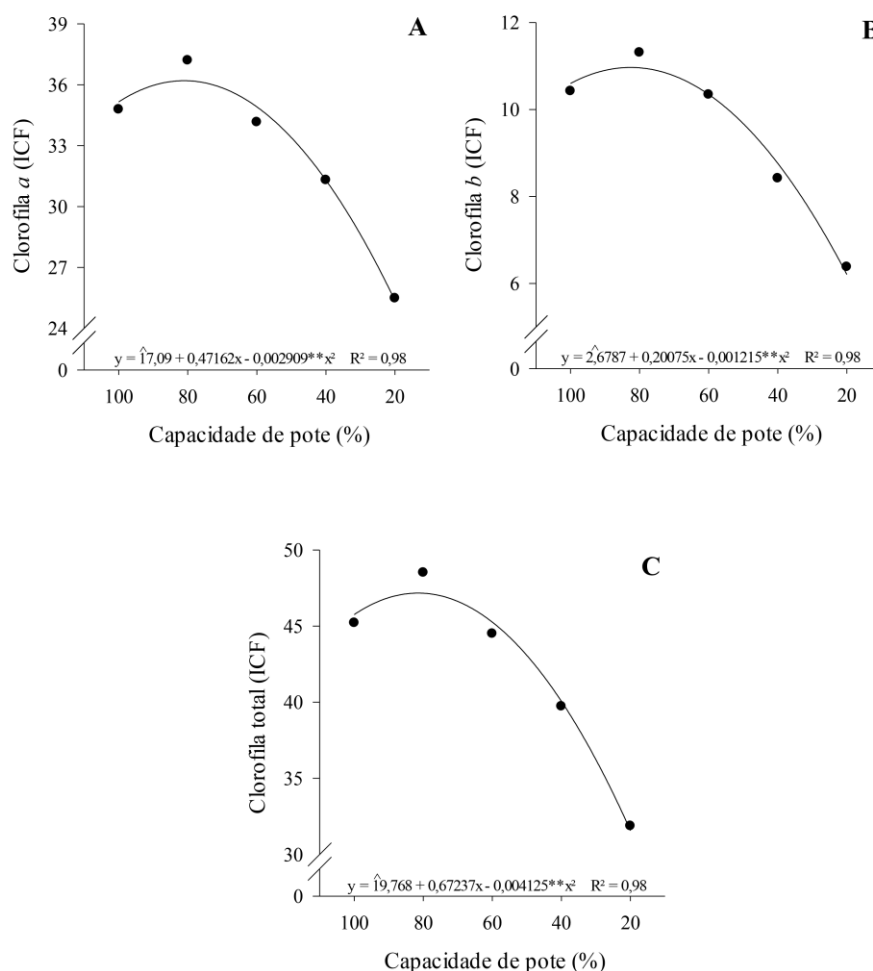 A
Clorofila a (ICF)
39
36
33
30
27
24
0
y = 17,09 + 0,47162x - 0,002909**x² R² = 0,98
100 80 60 40 20
Capacidade de pote (%)
B
Clorofila b (ICF)
12
10
8
6
0
y = 2,6787 + 0,20075x - 0,001215**x² R² = 0,98
100 80 60 40 20
Capacidade de pote (%)
C
Clorofila total (ICF)
50
45
40
35
30
0
y = 19,768 + 0,67237x - 0,004125**x² R² = 0,98
100 80 60 40 20
Capacidade de pote (%)